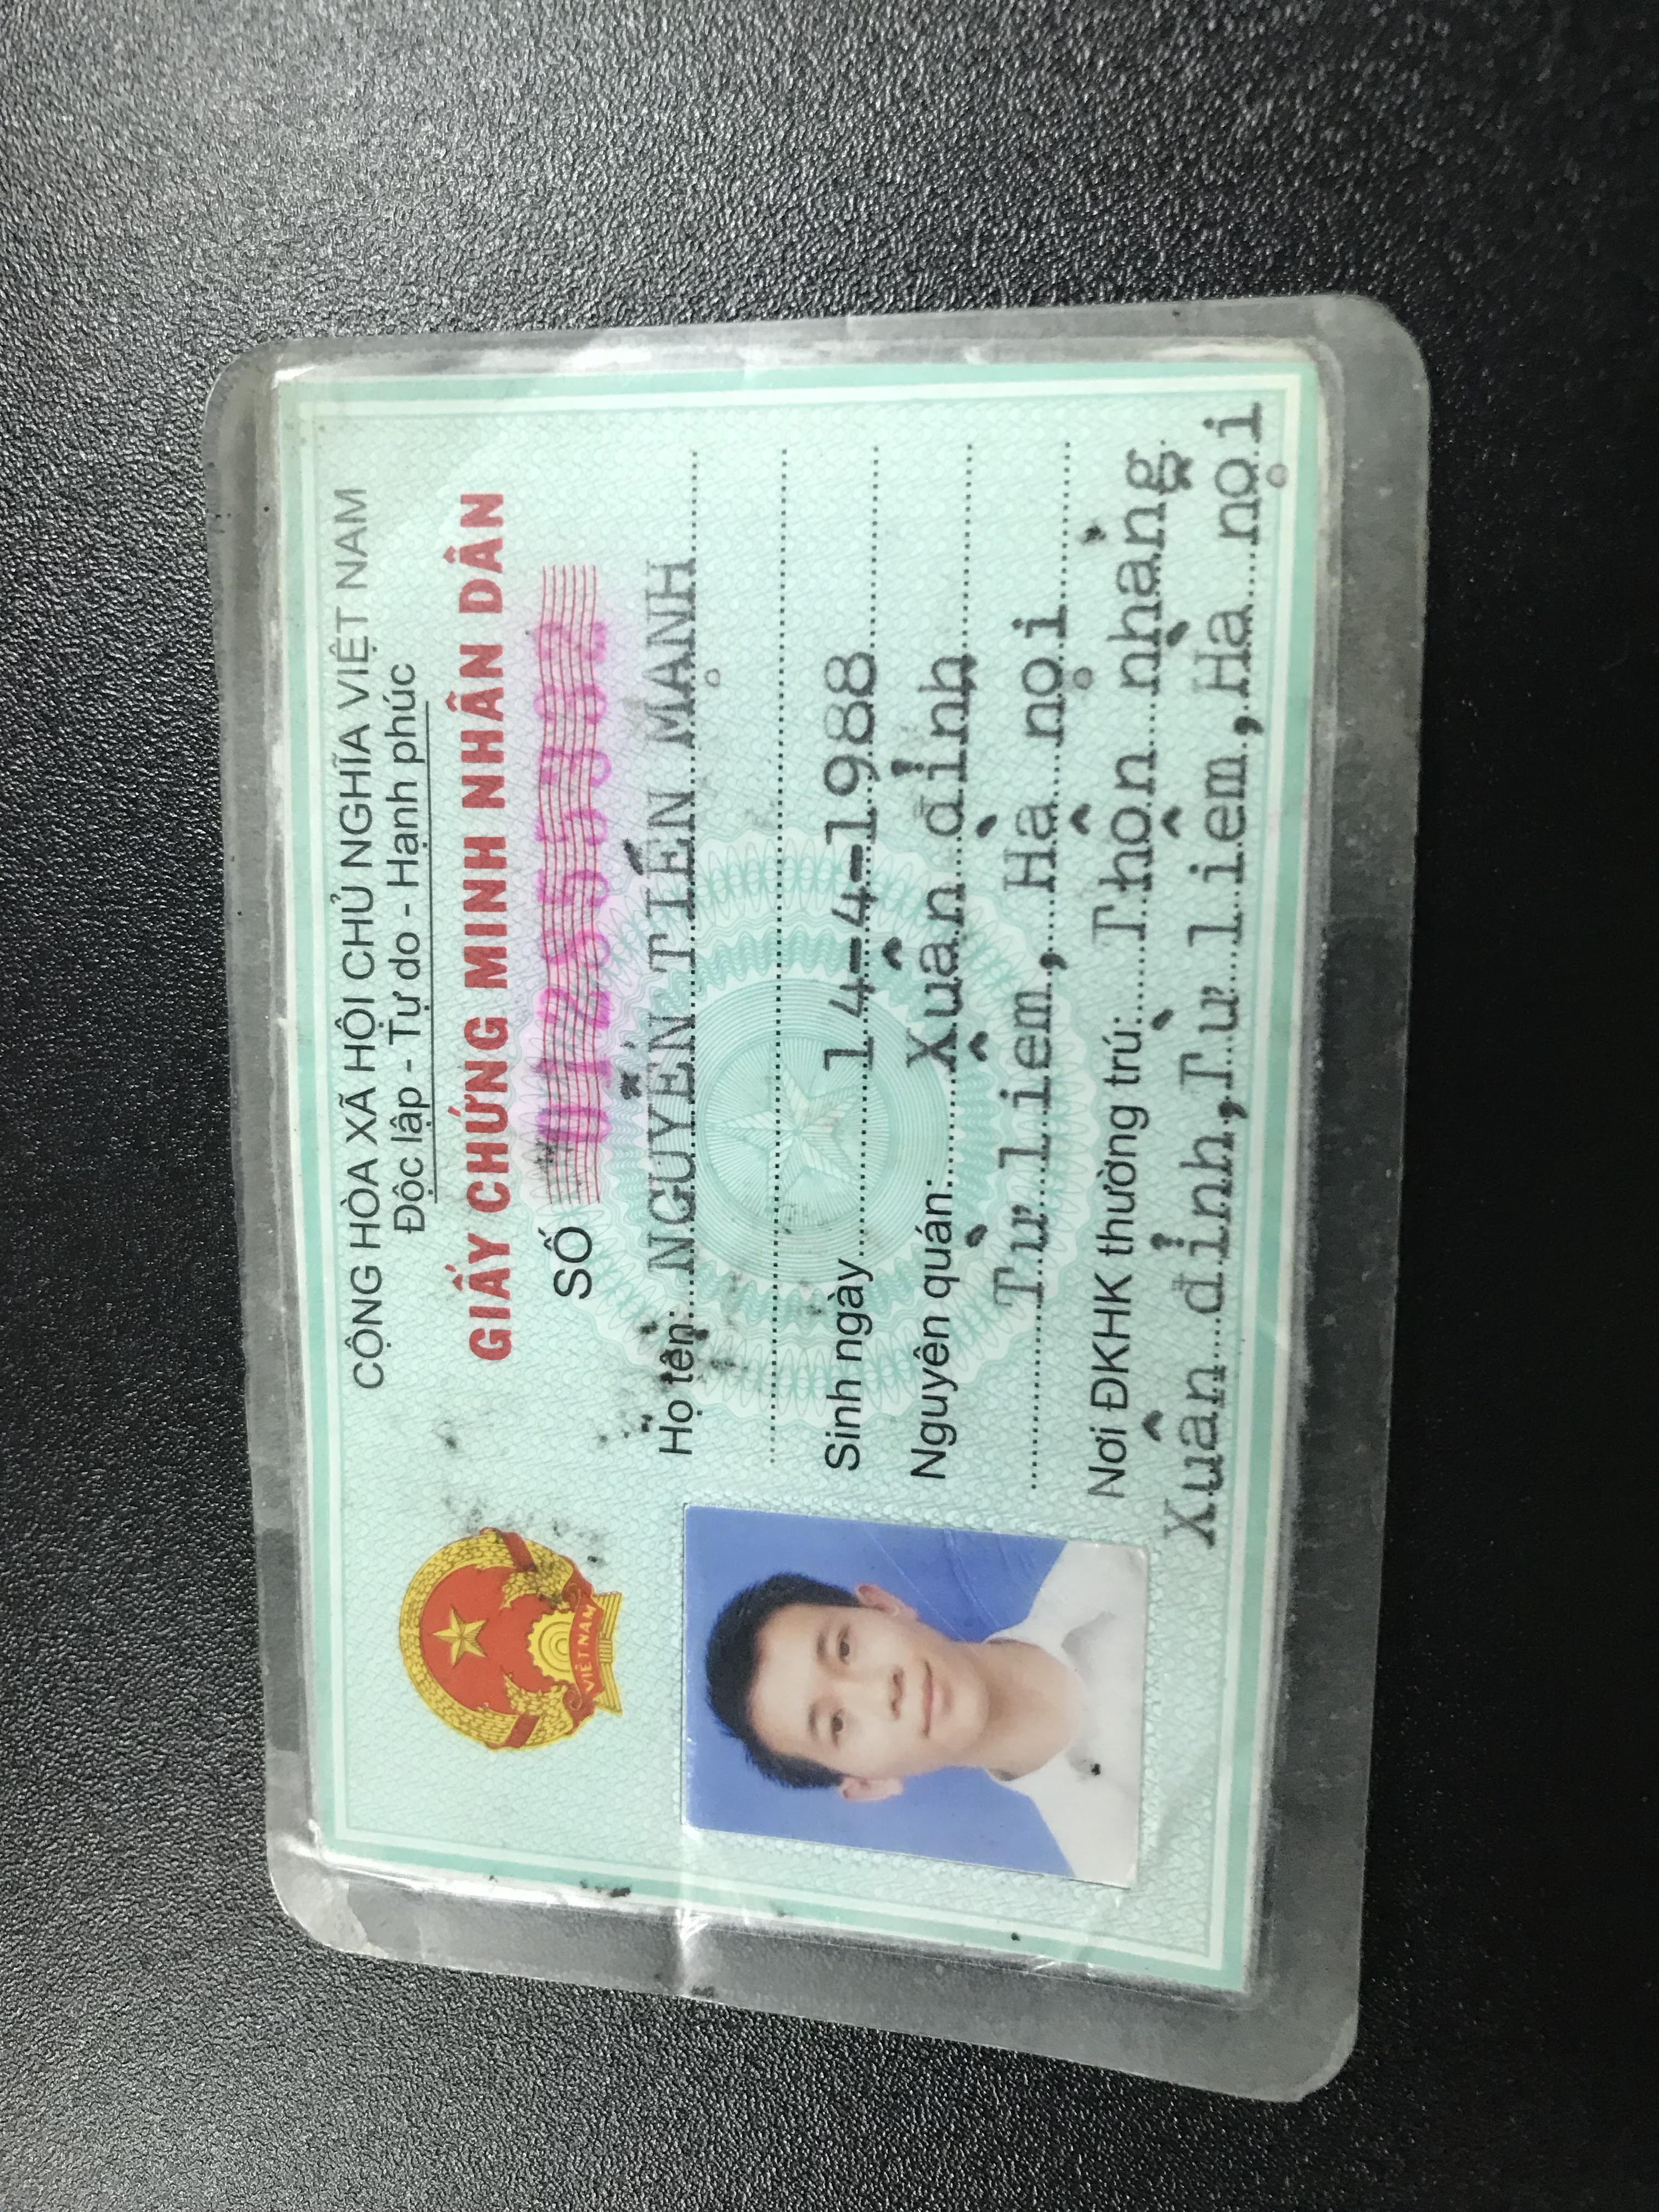 CỘNG HÒA XÃ HỘI CHỦ NGHĨA VIỆT NAM
Độc lập - Tự do - Hạnh phúc
GIẤY CHỨNG MINH NHÂN DÂN
SỐ
VIỆT NAM
Họ tên: NGUYỄN TIẾN MẠNH
Sinh ngày 14-4-1988
Nguyên quán: Xuân đỉnh
Từ liêm, Hà nội
Nơi ĐKHK thường trú: Thôn
Xuân đỉnh, Từ liêm, Hà nội